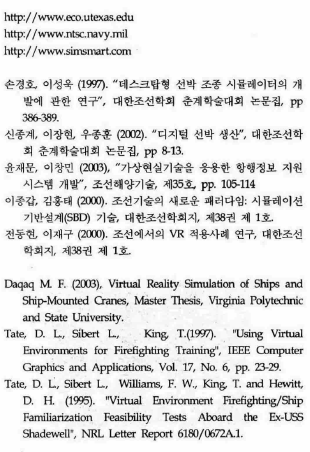 http://www.eco.utexas.edu
http://www.ntsc.navy.mil
http://www.simsmart.com
손경호, 이성욱 (1997). "데스크탑형 선박 조종 시뮬레이터의 개
발에 관한 연구", 대한조선학회 춘계학술대회 논문집, pp
386-389.
신종계, 이장현, 우종훈 (2002). "디지털 선박 생산", 대한조선학
회 춘계학술대회 논문집, pp 8-13.
윤재문, 이창민 (2003), "가상현실기술을 응용한 항행정보 지원
시스템 개발", 조선해양기술, 제35호, pp. 105-114
이종갑, 김홍태 (2000). 조선기술의 새로운 패러다임: 시뮬레이션
기반설계(SBD) 기술, 대한조선학회지, 제38권 제 1호.
전동현, 이재구 (2000). 조선에서의 VR 적용사례 연구, 대한조선
학회지, 제38권 제 1호.
Daqaq M. F. (2003), Virtual Reality Simulation of Ships and
Ship-Mounted Cranes, Master Thesis, Virginia Polytechnic
and State University.
Tate, D. L., Sibert L., King, T.(1997). "Using Virtual
Environments for Firefighting Training", IEEE Computer
Graphics and Applications, Vol. 17, No. 6, pp. 23-29.
Tate, D. L., Sibert L., Williams, F. W., King, T. and Hewitt,
D. H. (1995). "Virtual Environment Firefighting/Ship
Familiarization Feasibility Tests Aboard the Ex-USS
Shadewell", NRL Letter Report 6180/0672A.1.